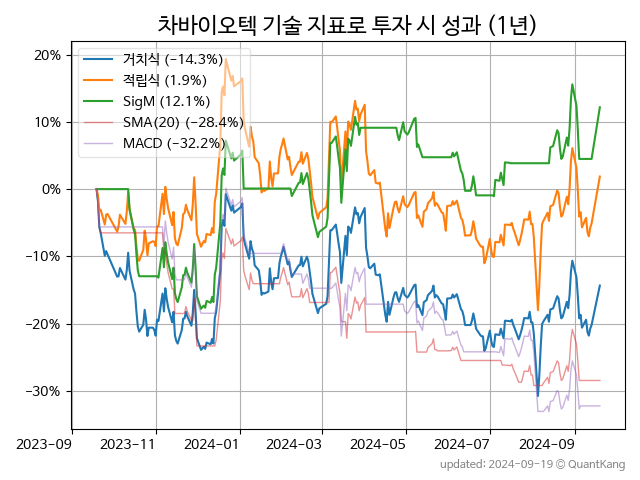 차바이오텍 기술 지표로 투자 시 성과 (1년)
거치식 (−14.3%)
적립식 (1.9%)
SigM (12.1%)
SMA(20) (−28.4%)
MACD (−32.2%)
20%
10%
0%
−10%
−20%
−30%
2023-09 2023-11 2024-01 2024-03 2024-05 2024-07 2024-09
updated: 2024-09-19 © QuantKang